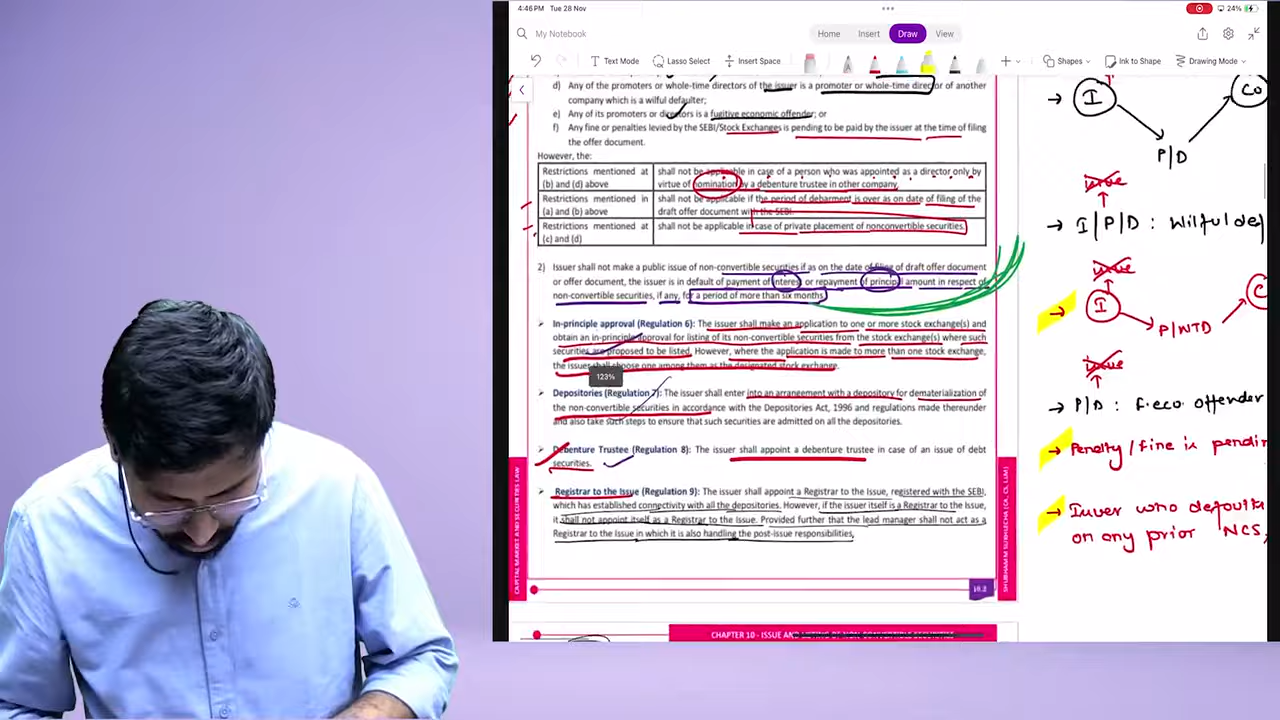 4:46 PM Tue 28 Nov
24%
My Notebook
Home Insert Draw View
Text Mode Lasso Select Insert Space Shapes Ink to Shape Drawing Mode
d) Any of the promoters or whole-time directors of the issuer is a promoter or whole-time director of another
company which is a wilful defaulter;
e) Any of its promoters or directors is a fugitive economic offender; or
f) Any fine or penalties levied by the SEBI/Stock Exchanges is pending to be paid by the issuer at the time of filing
the offer document.
However, the:
Restrictions mentioned at
(b) and (d) above
shall not be applicable in case of a person who was appointed as a director only by
virtue of nomination by a debenture trustee in other company.
Restrictions mentioned in
(a) and (b) above
shall not be applicable if the period of debarment is over as on date of filing of the
draft offer document with the SEBI.
Restrictions mentioned at
(c) and (d)
shall not be applicable in case of private placement of nonconvertible securities.
2) Issuer shall not make a public issue of non-convertible securities if as on the date of filing of draft offer document
or offer document, the issuer is in default of payment of interest or repayment of principal amount in respect of
non-convertible securities, if any, for a period of more than six months.
In-principle approval (Regulation 6): The issuer shall make an application to one or more stock exchange(s) and
obtain an in-principle approval for listing of its non-convertible securities from the stock exchange(s) where such
securities are proposed to be listed. However, where the application is made to more than one stock exchange,
the issuer shall choose one among them as the designated stock exchange.
123%
Depositories (Regulation 7): The issuer shall enter into an arrangement with a depository for dematerialization of
the non-convertible securities in accordance with the Depositories Act, 1996 and regulations made thereunder
and also take such steps to ensure that such securities are admitted on all the depositories.
Debenture Trustee (Regulation 8): The issuer shall appoint a debenture trustee in case of an issue of debt
securities.
Registrar to the Issue (Regulation 9): The issuer shall appoint a Registrar to the Issue, registered with the SEBI,
which has established connectivity with all the depositories. However, if the issuer itself is a Registrar to the Issue,
it shall not appoint itself as a Registrar to the Issue. Provided further that the lead manager shall not act as a
Registrar to the Issue in which it is also handling the post-issue responsibilities.
CAPITAL MARKET AND SECURITIES LAW
SHUBHAMM SUKHLECHA (CA, CS, LLM)
10.2
CHAPTER 10 - ISSUE AND LISTING OF NON-CONVERTIBLE SECURITIES
I Co
P/D
→ I/P/D : Wilful def
→ I C
P/WTD
→ P/D : F.eco offender
→ Penalty/fine is pendin
→
on any prior NCS,